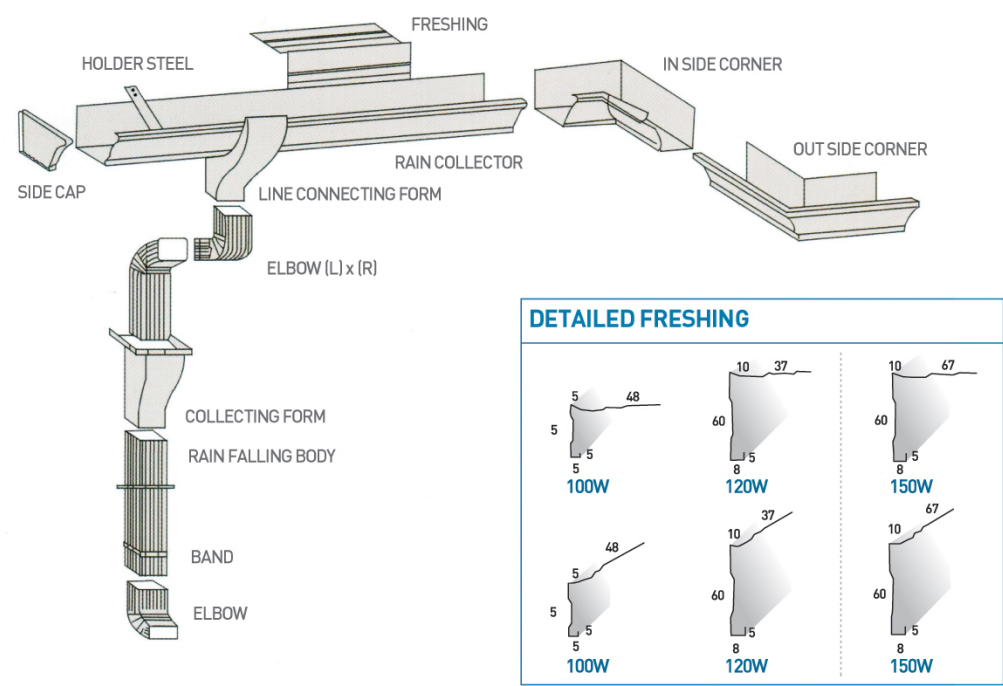 FRESHING
HOLDER STEEL
IN SIDE CORNER
OUT SIDE CORNER
RAIN COLLECTOR
SIDE CAP
LINE CONNECTING FORM
ELBOW (L) x (R)
COLLECTING FORM
RAIN FALLING BODY
BAND
ELBOW
DETAILED FRESHING
5 48
5
5
5
100W
10 37
60
5
8
120W
10 67
60
5
8
150W
48
5
5
5
5
100W
37
10
60
5
8
120W
67
10
60
5
8
150W